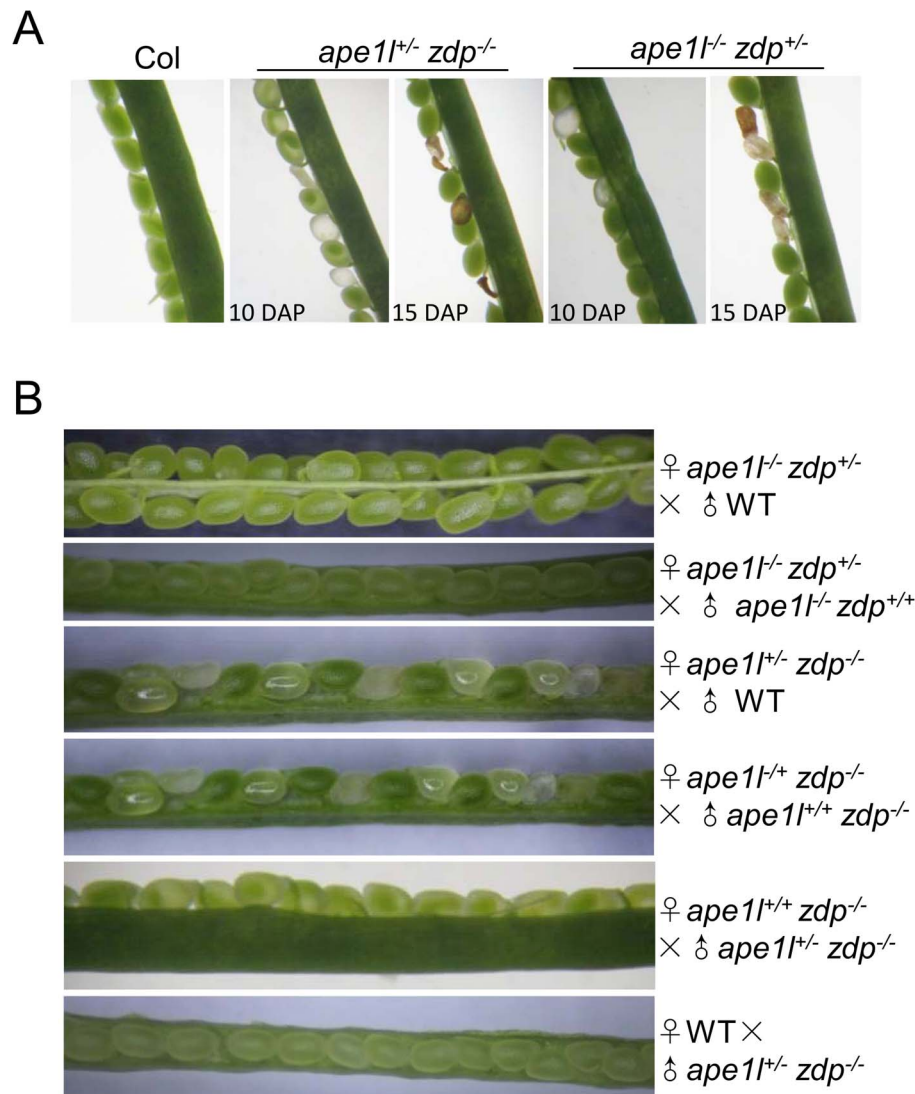 A
Col
ape1l+/- zdp-/-
ape1l-/- zdp+/-
10 DAP
15 DAP
10 DAP
15 DAP
B
♀ ape1l-/- zdp+/-
× ♂ WT
♀ ape1l-/- zdp+/-
× ♂ ape1l-/- zdp+/+
♀ ape1l+/- zdp-/-
× ♂ WT
♀ ape1l-/+ zdp-/-
× ♂ ape1l+/+ zdp-/-
♀ ape1l+/+ zdp-/-
× ♂ ape1l+/- zdp-/-
♀ WT ×
♂ ape1l+/- zdp-/-